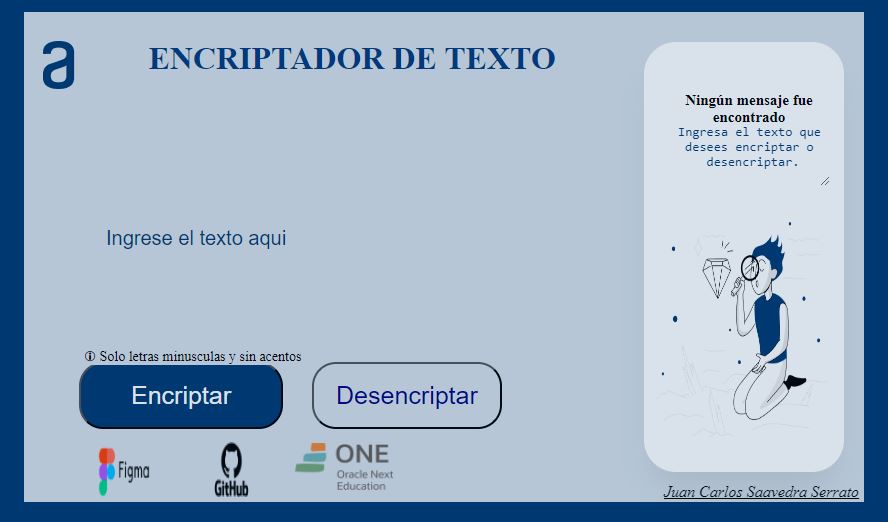 a
ENCRIPTADOR DE TEXTO
Ingrese el texto aqui
Solo letras minusculas y sin acentos
Encriptar
Desencriptar
Figma
GitHub
ONE
Oracle Next
Education
Ningún mensaje fue
encontrado
Ingresa el texto que
desees encriptar o
desencriptar.
Juan Carlos Saavedra Serrato